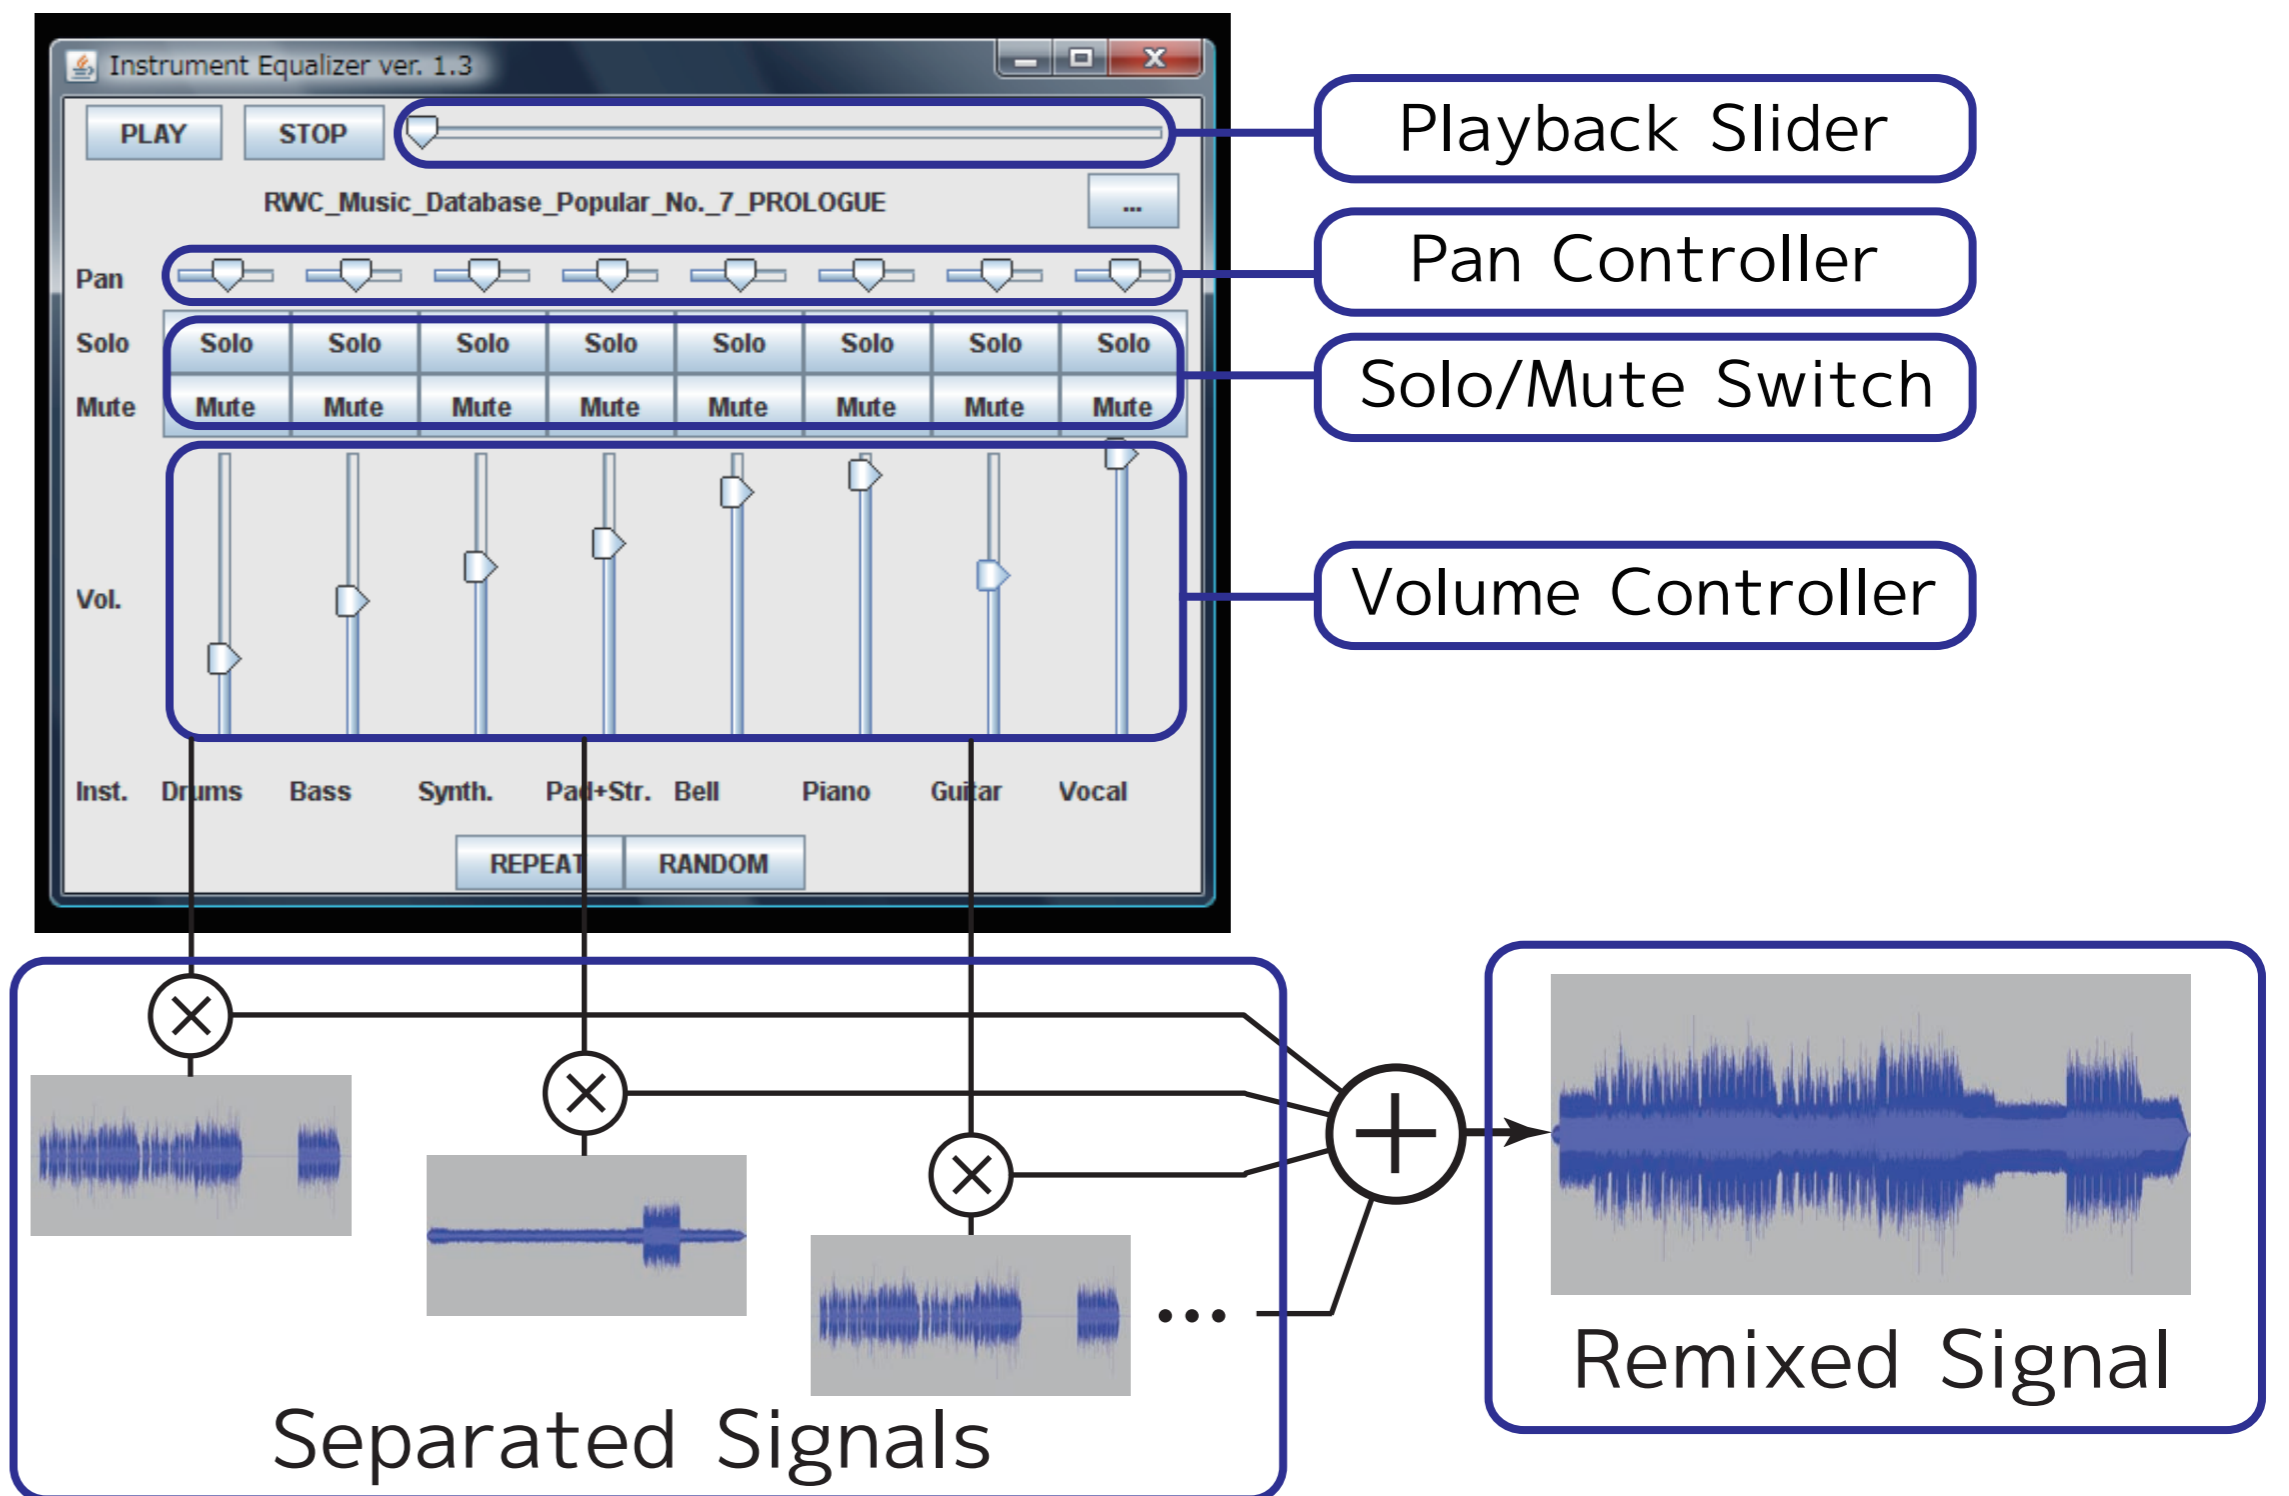 Instrument Equalizer ver. 1.3
PLAY STOP
Playback Slider
RWC_Music_Database_Popular_No._7_PROLOGUE ...
Pan
Pan Controller
Solo Solo Solo Solo Solo Solo Solo Solo Solo
Solo/Mute Switch
Mute Mute Mute Mute Mute Mute Mute Mute Mute
Vol.
Volume Controller
Inst. Drums Bass Synth. Pad+Str. Bell Piano Guitar Vocal
REPEAT RANDOM
...
Remixed Signal
Separated Signals